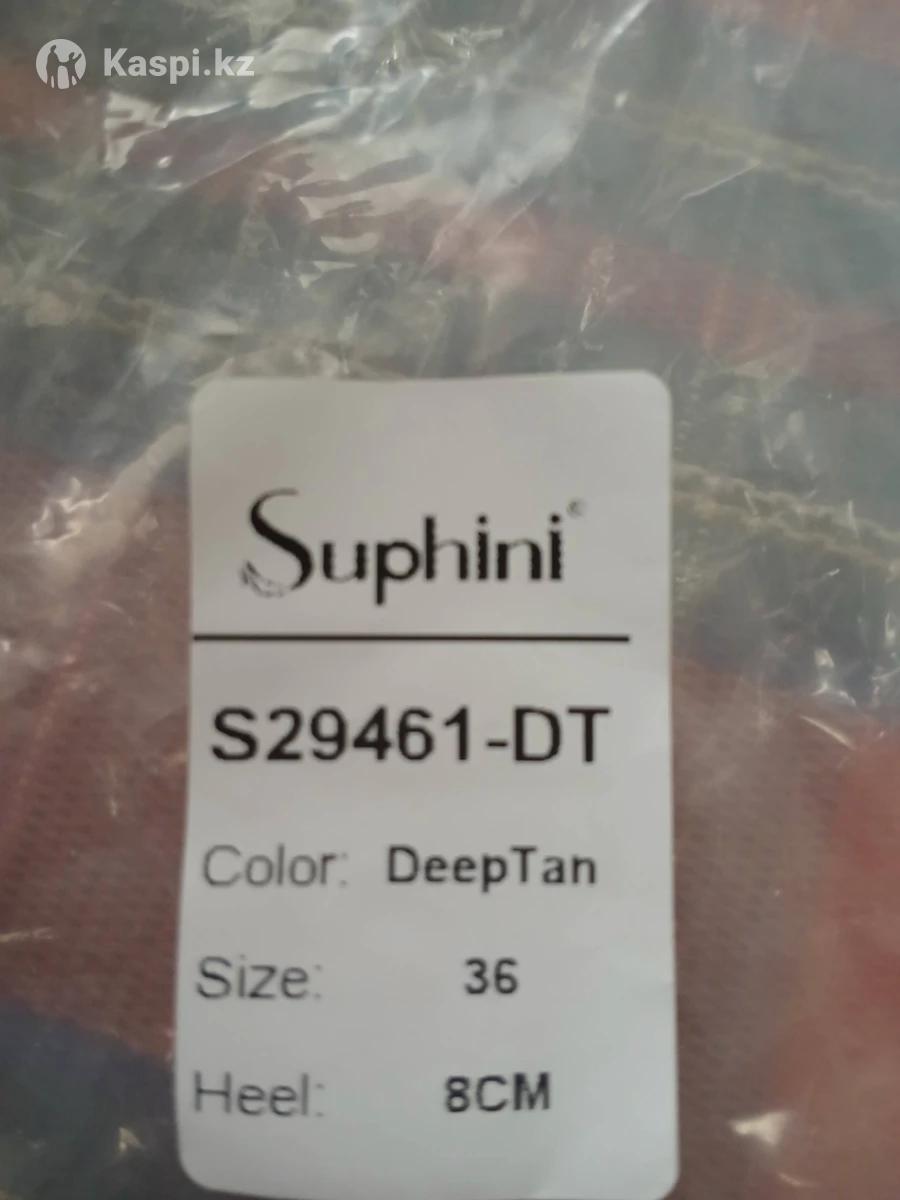 Kaspi.kz
Suphini
S29461-DT
Color: DeepTan
Size: 36
Heel: 8CM